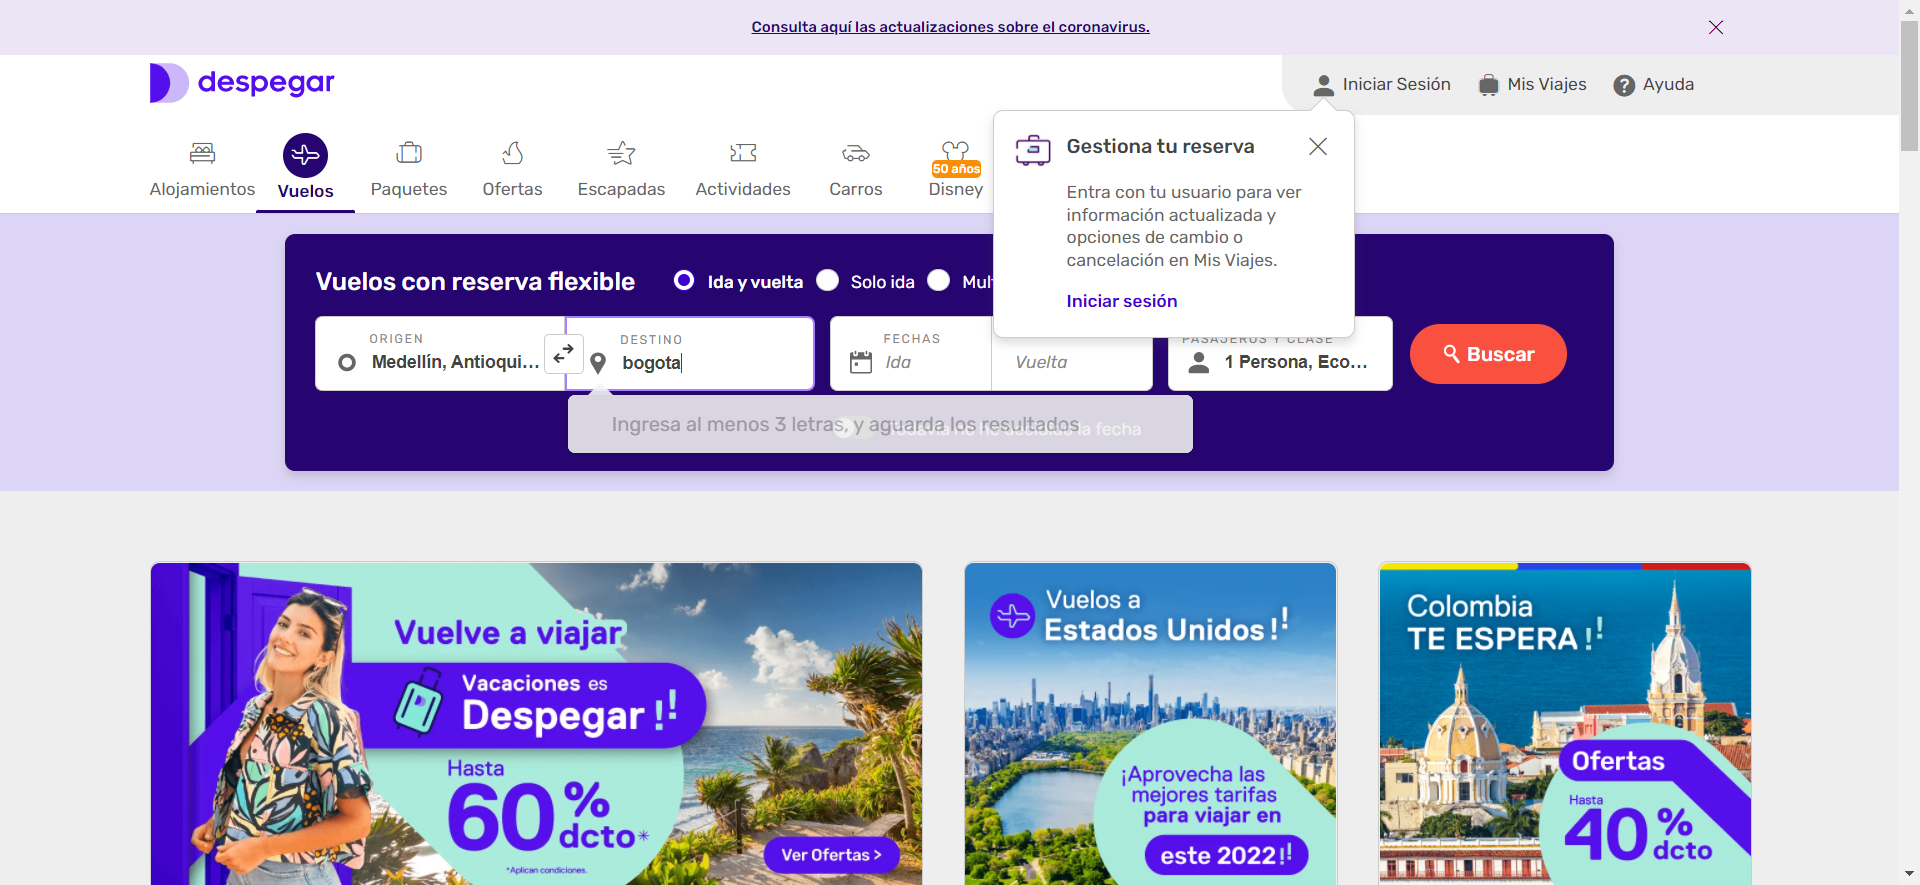 Consulta aquí las actualizaciones sobre el coronavirus.
despegar
Iniciar Sesión
Mis Viajes
Ayuda
Alojamientos
Vuelos
Paquetes
Ofertas
Escapadas
Actividades
Carros
50 años
Disney
Gestiona tu reserva
Entra con tu usuario para ver
información actualizada y
opciones de cambio o
cancelación en Mis Viajes.
Iniciar sesión
Vuelos con reserva flexible
Ida y vuelta
Solo ida
ORIGEN
Medellín, Antioqui...
DESTINO
bogota
FECHAS
Ida
Vuelta
PASAJEROS Y CLASE
1 Persona, Eco...
Buscar
Ingresa al menos 3 letras, y aguarda los resultados
la fecha
Vuelve a viajar
Vacaciones es
Despegar!!
Hasta
60%
dcto*
*Aplican condiciones.
Ver Ofertas >
Vuelos a
Estados Unidos!!
¡Aprovecha las
mejores tarifas
para viajar en
este 2022!!
Colombia
TE ESPERA!!
Ofertas
Hasta
40%
dcto